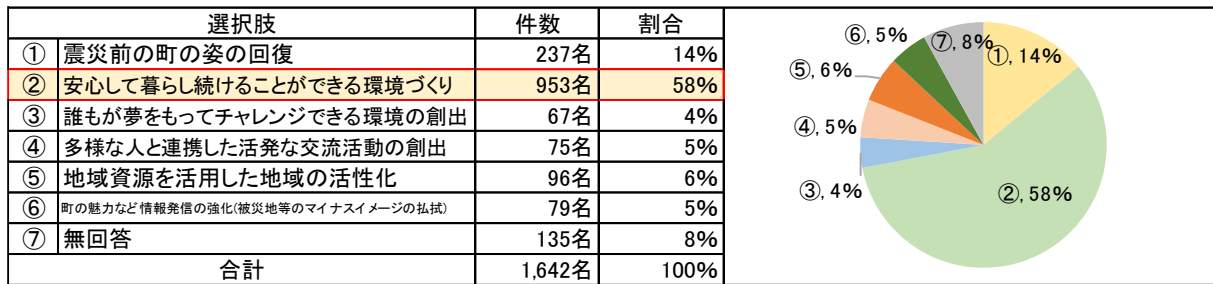 選択肢 件数 割合
① 震災前の町の姿の回復 237名 14%
② 安心して暮らし続けることができる環境づくり 953名 58%
③ 誰もが夢をもってチャレンジできる環境の創出 67名 4%
④ 多様な人と連携した活発な交流活動の創出 75名 5%
⑤ 地域資源を活用した地域の活性化 96名 6%
⑥ 町の魅力など情報発信の強化(被災地等のマイナスイメージの払拭) 79名 5%
⑦ 無回答 135名 8%
合計 1,642名 100%
①, 14%
②, 58%
③, 4%
④, 5%
⑤, 6%
⑥, 5%
⑦, 8%